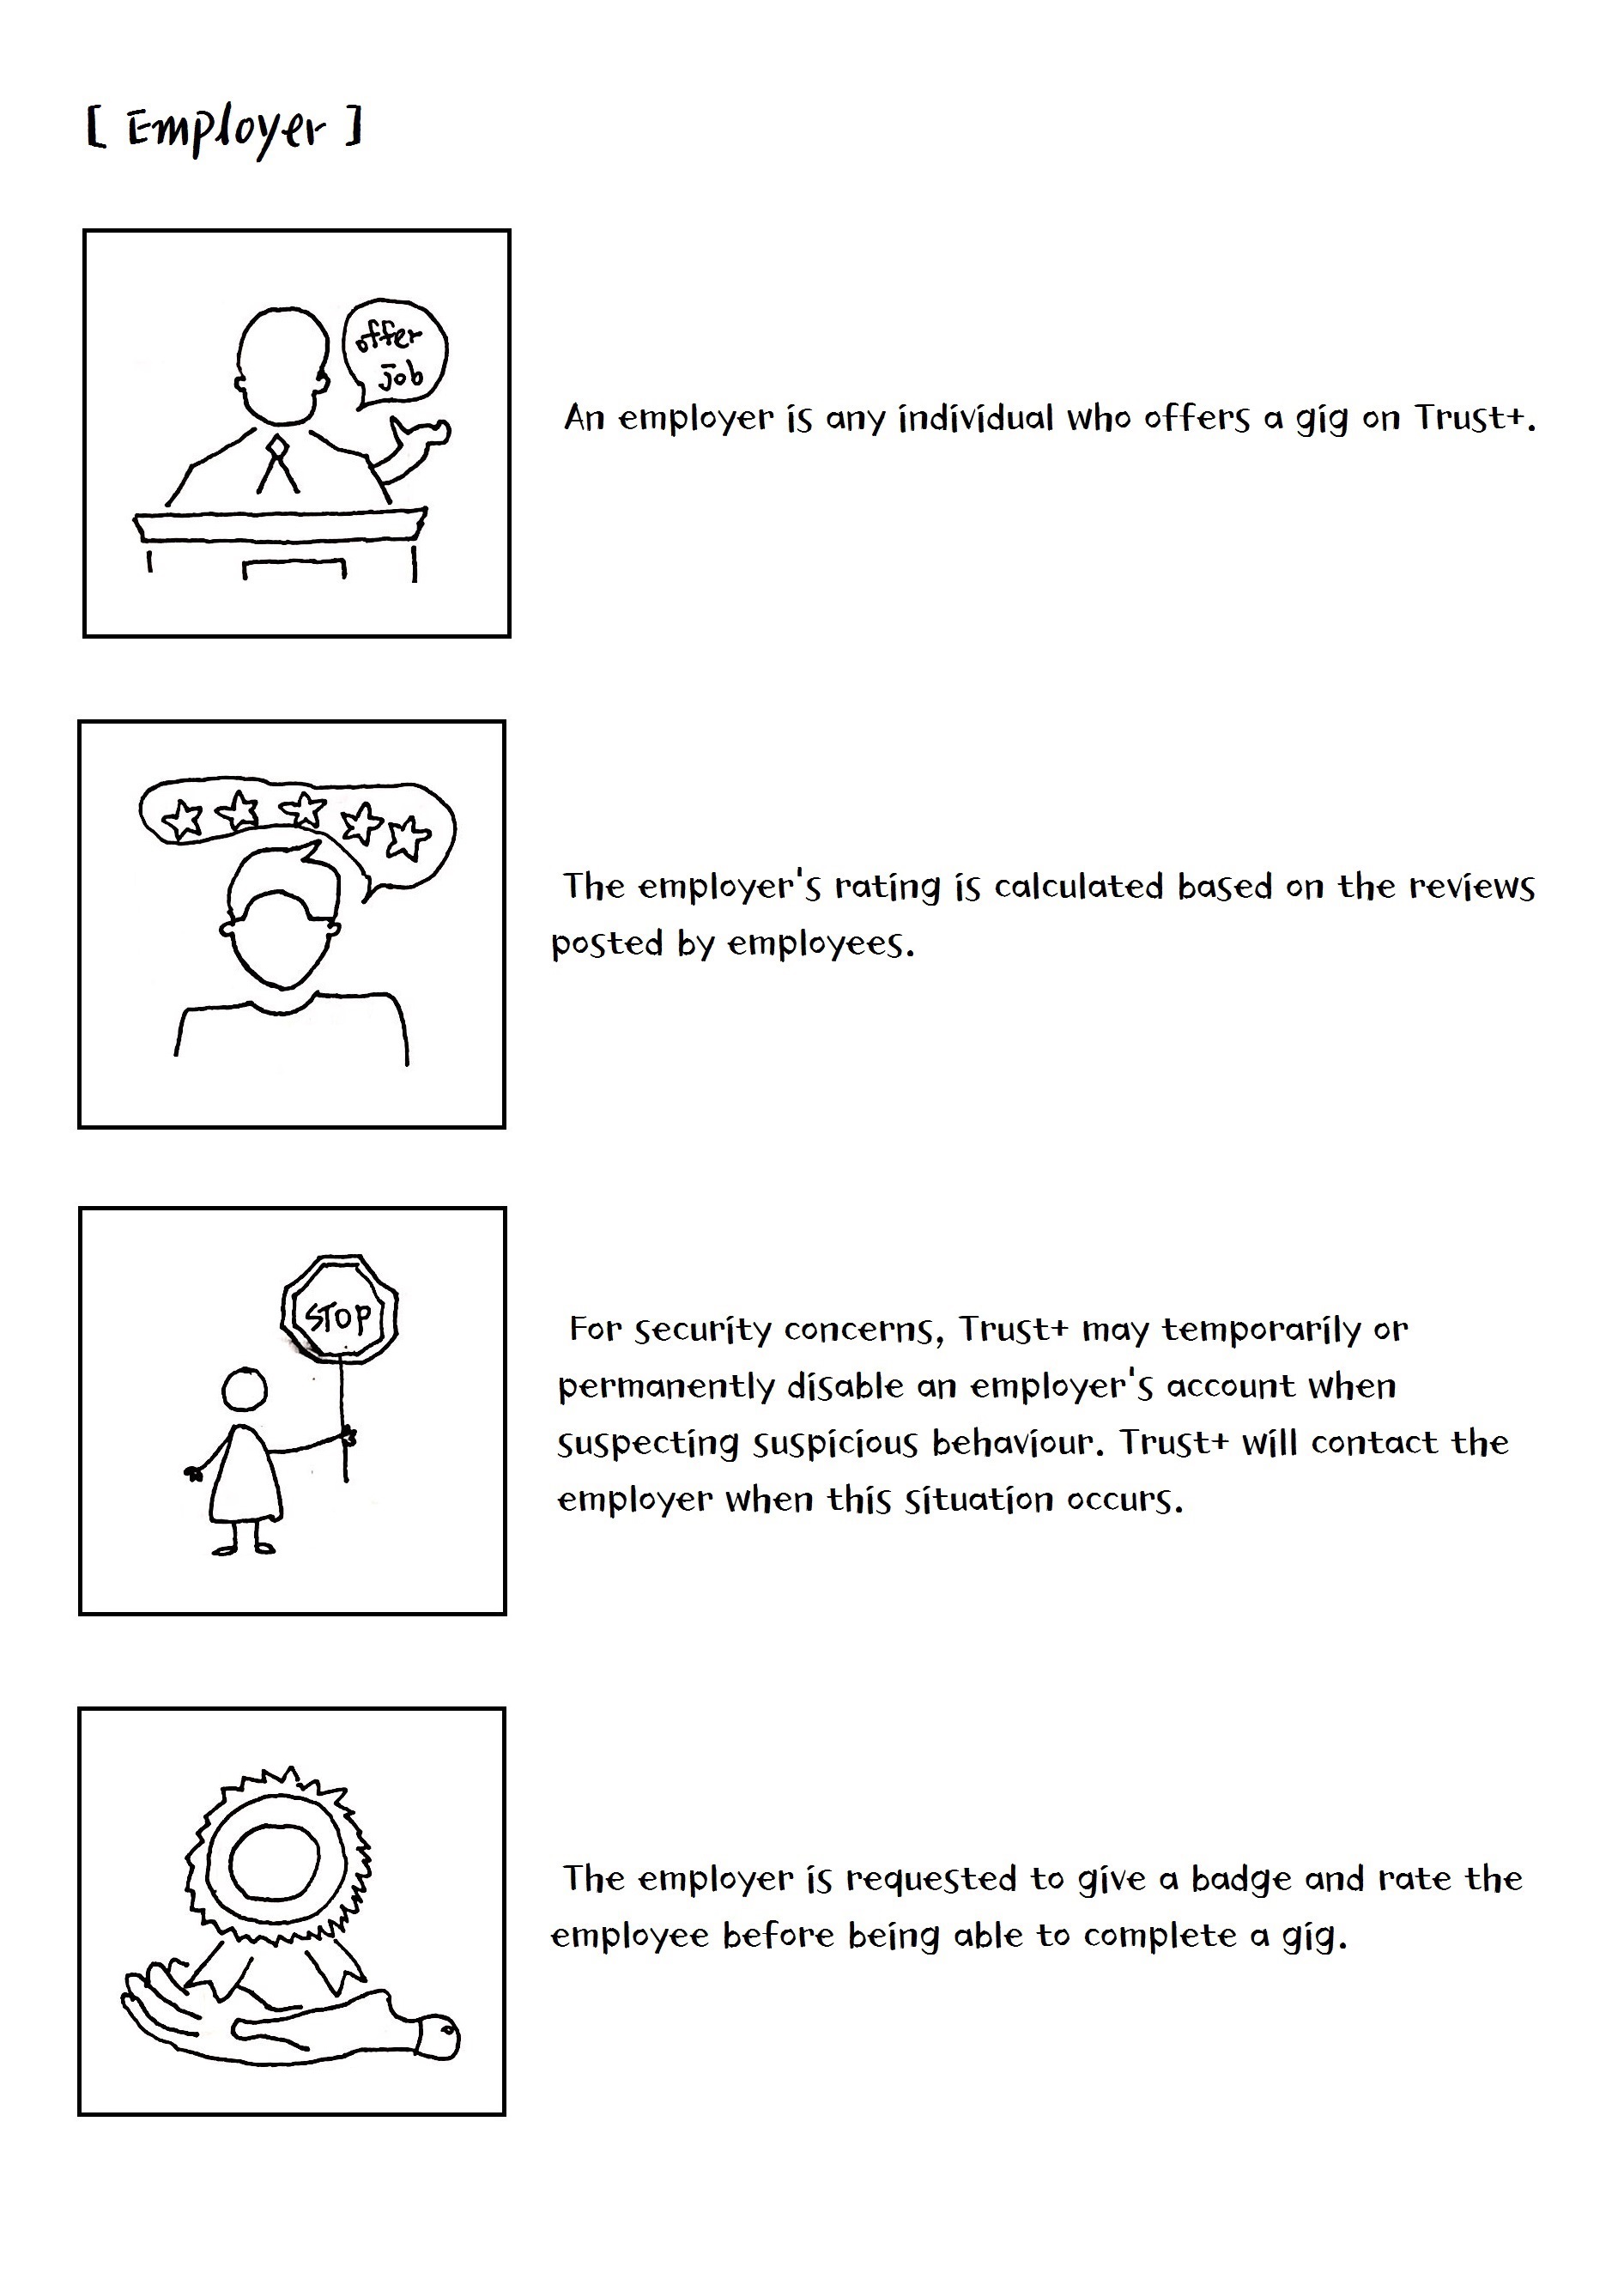 [ Employer ]
offer
job
An employer is any individual who offers a gig on Trust+.
The employer's rating is calculated based on the reviews
posted by employees.
STOP
For security concerns, Trust+ may temporarily or
permanently disable an employer's account when
suspecting suspicious behaviour. Trust+ will contact the
employer when this situation occurs.
The employer is requested to give a badge and rate the
employee before being able to complete a gig.